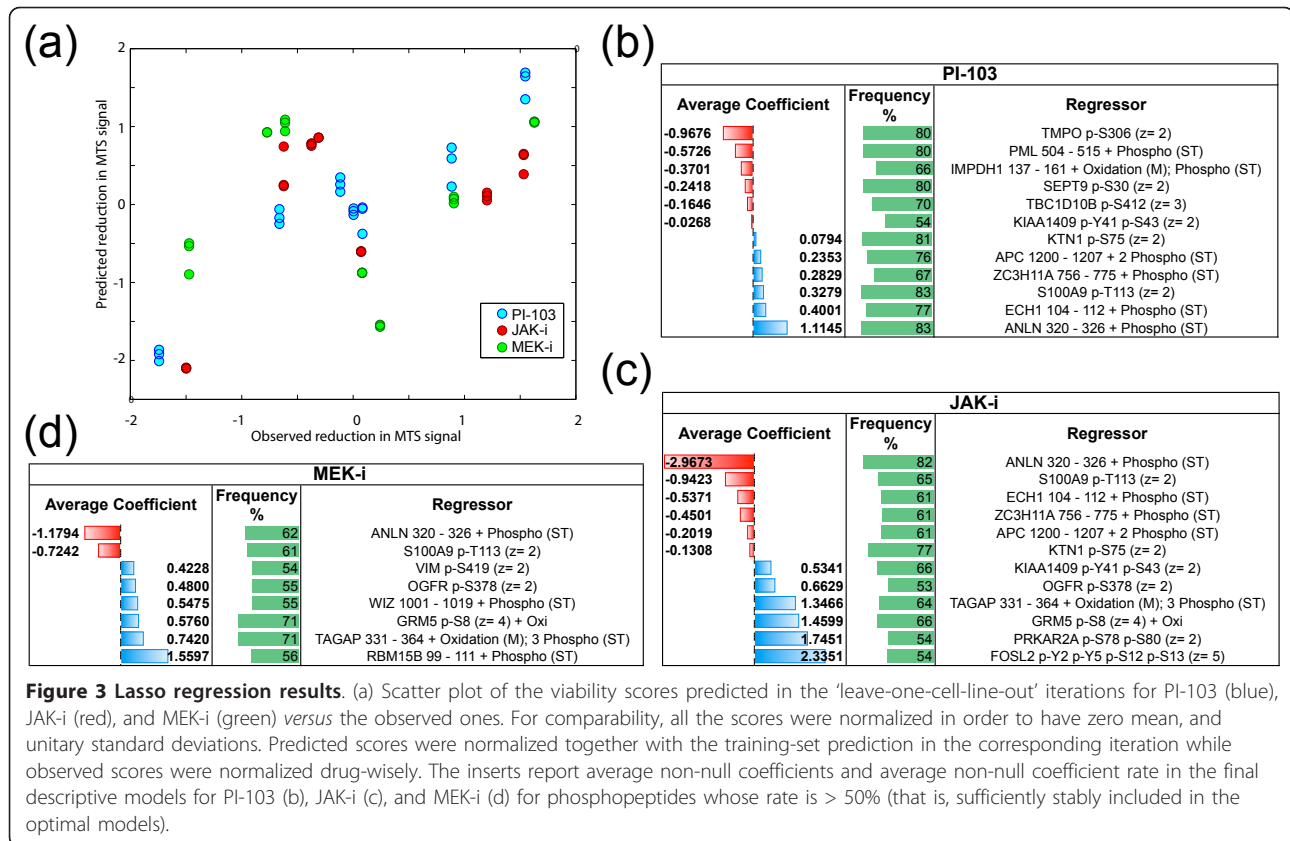 (a)
2
1
0
-1
-2
0
Predicted reduction in MTS signal
PI-103
JAK-i
MEK-i
0
-2
-1
0
1
2
Observed reduction in MTS signal
(b)
PI-103
Average Coefficient Frequency % Regressor
-0.9676 80 TMPO p-S306 (z= 2)
-0.5726 80 PML 504 - 515 + Phospho (ST)
-0.3701 66 IMPDH1 137 - 161 + Oxidation (M); Phospho (ST)
-0.2418 80 SEPT9 p-S30 (z= 2)
-0.1646 70 TBC1D10B p-S412 (z= 3)
-0.0268 54 KIAA1409 p-Y41 p-S43 (z= 2)
0.0794 81 KTN1 p-S75 (z= 2)
0.2353 76 APC 1200 - 1207 + 2 Phospho (ST)
0.2829 67 ZC3H11A 756 - 775 + Phospho (ST)
0.3279 83 S100A9 p-T113 (z= 2)
0.4001 77 ECH1 104 - 112 + Phospho (ST)
1.1145 83 ANLN 320 - 326 + Phospho (ST)
(c)
JAK-i
Average Coefficient Frequency % Regressor
-2.9673 82 ANLN 320 - 326 + Phospho (ST)
-0.9423 65 S100A9 p-T113 (z= 2)
-0.5371 61 ECH1 104 - 112 + Phospho (ST)
-0.4501 61 ZC3H11A 756 - 775 + Phospho (ST)
-0.2019 61 APC 1200 - 1207 + 2 Phospho (ST)
-0.1308 77 KTN1 p-S75 (z= 2)
0.5341 66 KIAA1409 p-Y41 p-S43 (z= 2)
0.6629 53 OGFR p-S378 (z= 2)
1.3466 64 TAGAP 331 - 364 + Oxidation (M); 3 Phospho (ST)
1.4599 66 GRM5 p-S8 (z= 4) + Oxi
1.7451 54 PRKAR2A p-S78 p-S80 (z= 2)
2.3351 54 FOSL2 p-Y2 p-Y5 p-S12 p-S13 (z= 5)
(d)
MEK-i
Average Coefficient Frequency % Regressor
-1.1794 62 ANLN 320 - 326 + Phospho (ST)
-0.7242 61 S100A9 p-T113 (z= 2)
0.4228 54 VIM p-S419 (z= 2)
0.4800 55 OGFR p-S378 (z= 2)
0.5475 55 WIZ 1001 - 1019 + Phospho (ST)
0.5760 71 GRM5 p-S8 (z= 4) + Oxi
0.7420 71 TAGAP 331 - 364 + Oxidation (M); 3 Phospho (ST)
1.5597 56 RBM15B 99 - 111 + Phospho (ST)
Figure 3 Lasso regression results. (a) Scatter plot of the viability scores predicted in the ‘leave-one-cell-line-out’ iterations for PI-103 (blue),
JAK-i (red), and MEK-i (green) versus the observed ones. For comparability, all the scores were normalized in order to have zero mean, and
unitary standard deviations. Predicted scores were normalized together with the training-set prediction in the corresponding iteration while
observed scores were normalized drug-wisely. The inserts report average non-null coefficients and average non-null coefficient rate in the final
descriptive models for PI-103 (b), JAK-i (c), and MEK-i (d) for phosphopeptides whose rate is > 50% (that is, sufficiently stably included in the
optimal models).